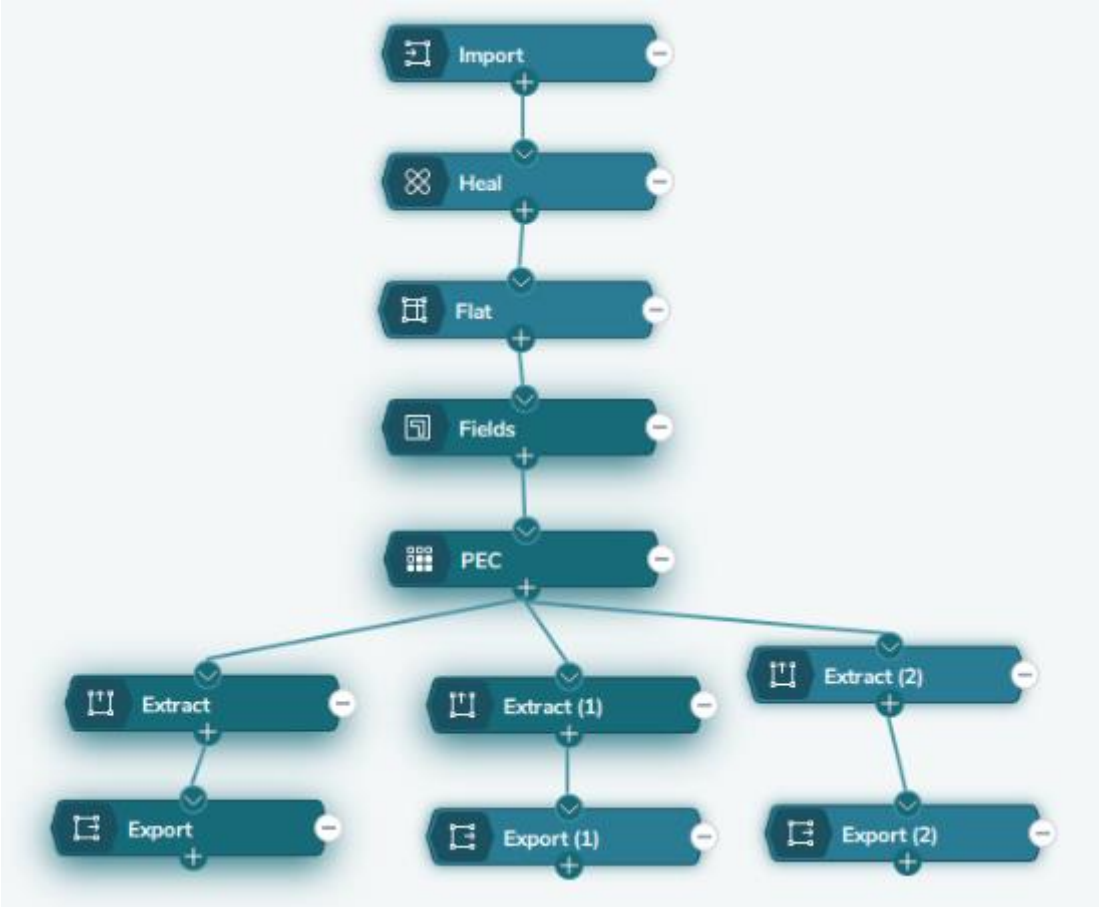 Import
Heal
Flat
Fields
PEC
Extract
Extract (1)
Extract (2)
Export
Export (1)
Export (2)